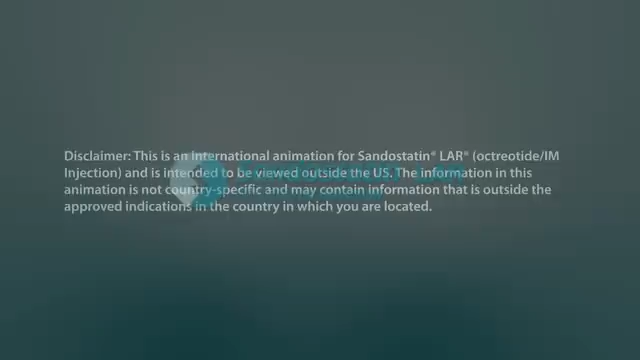 Disclaimer: This is an International animation for Sandostatin® LAR® (octreotide/IM
Injection) and is intended to be viewed outside the US. The information in this
animation is not country-specific and may contain information that is outside the
approved indications in the country in which you are located.